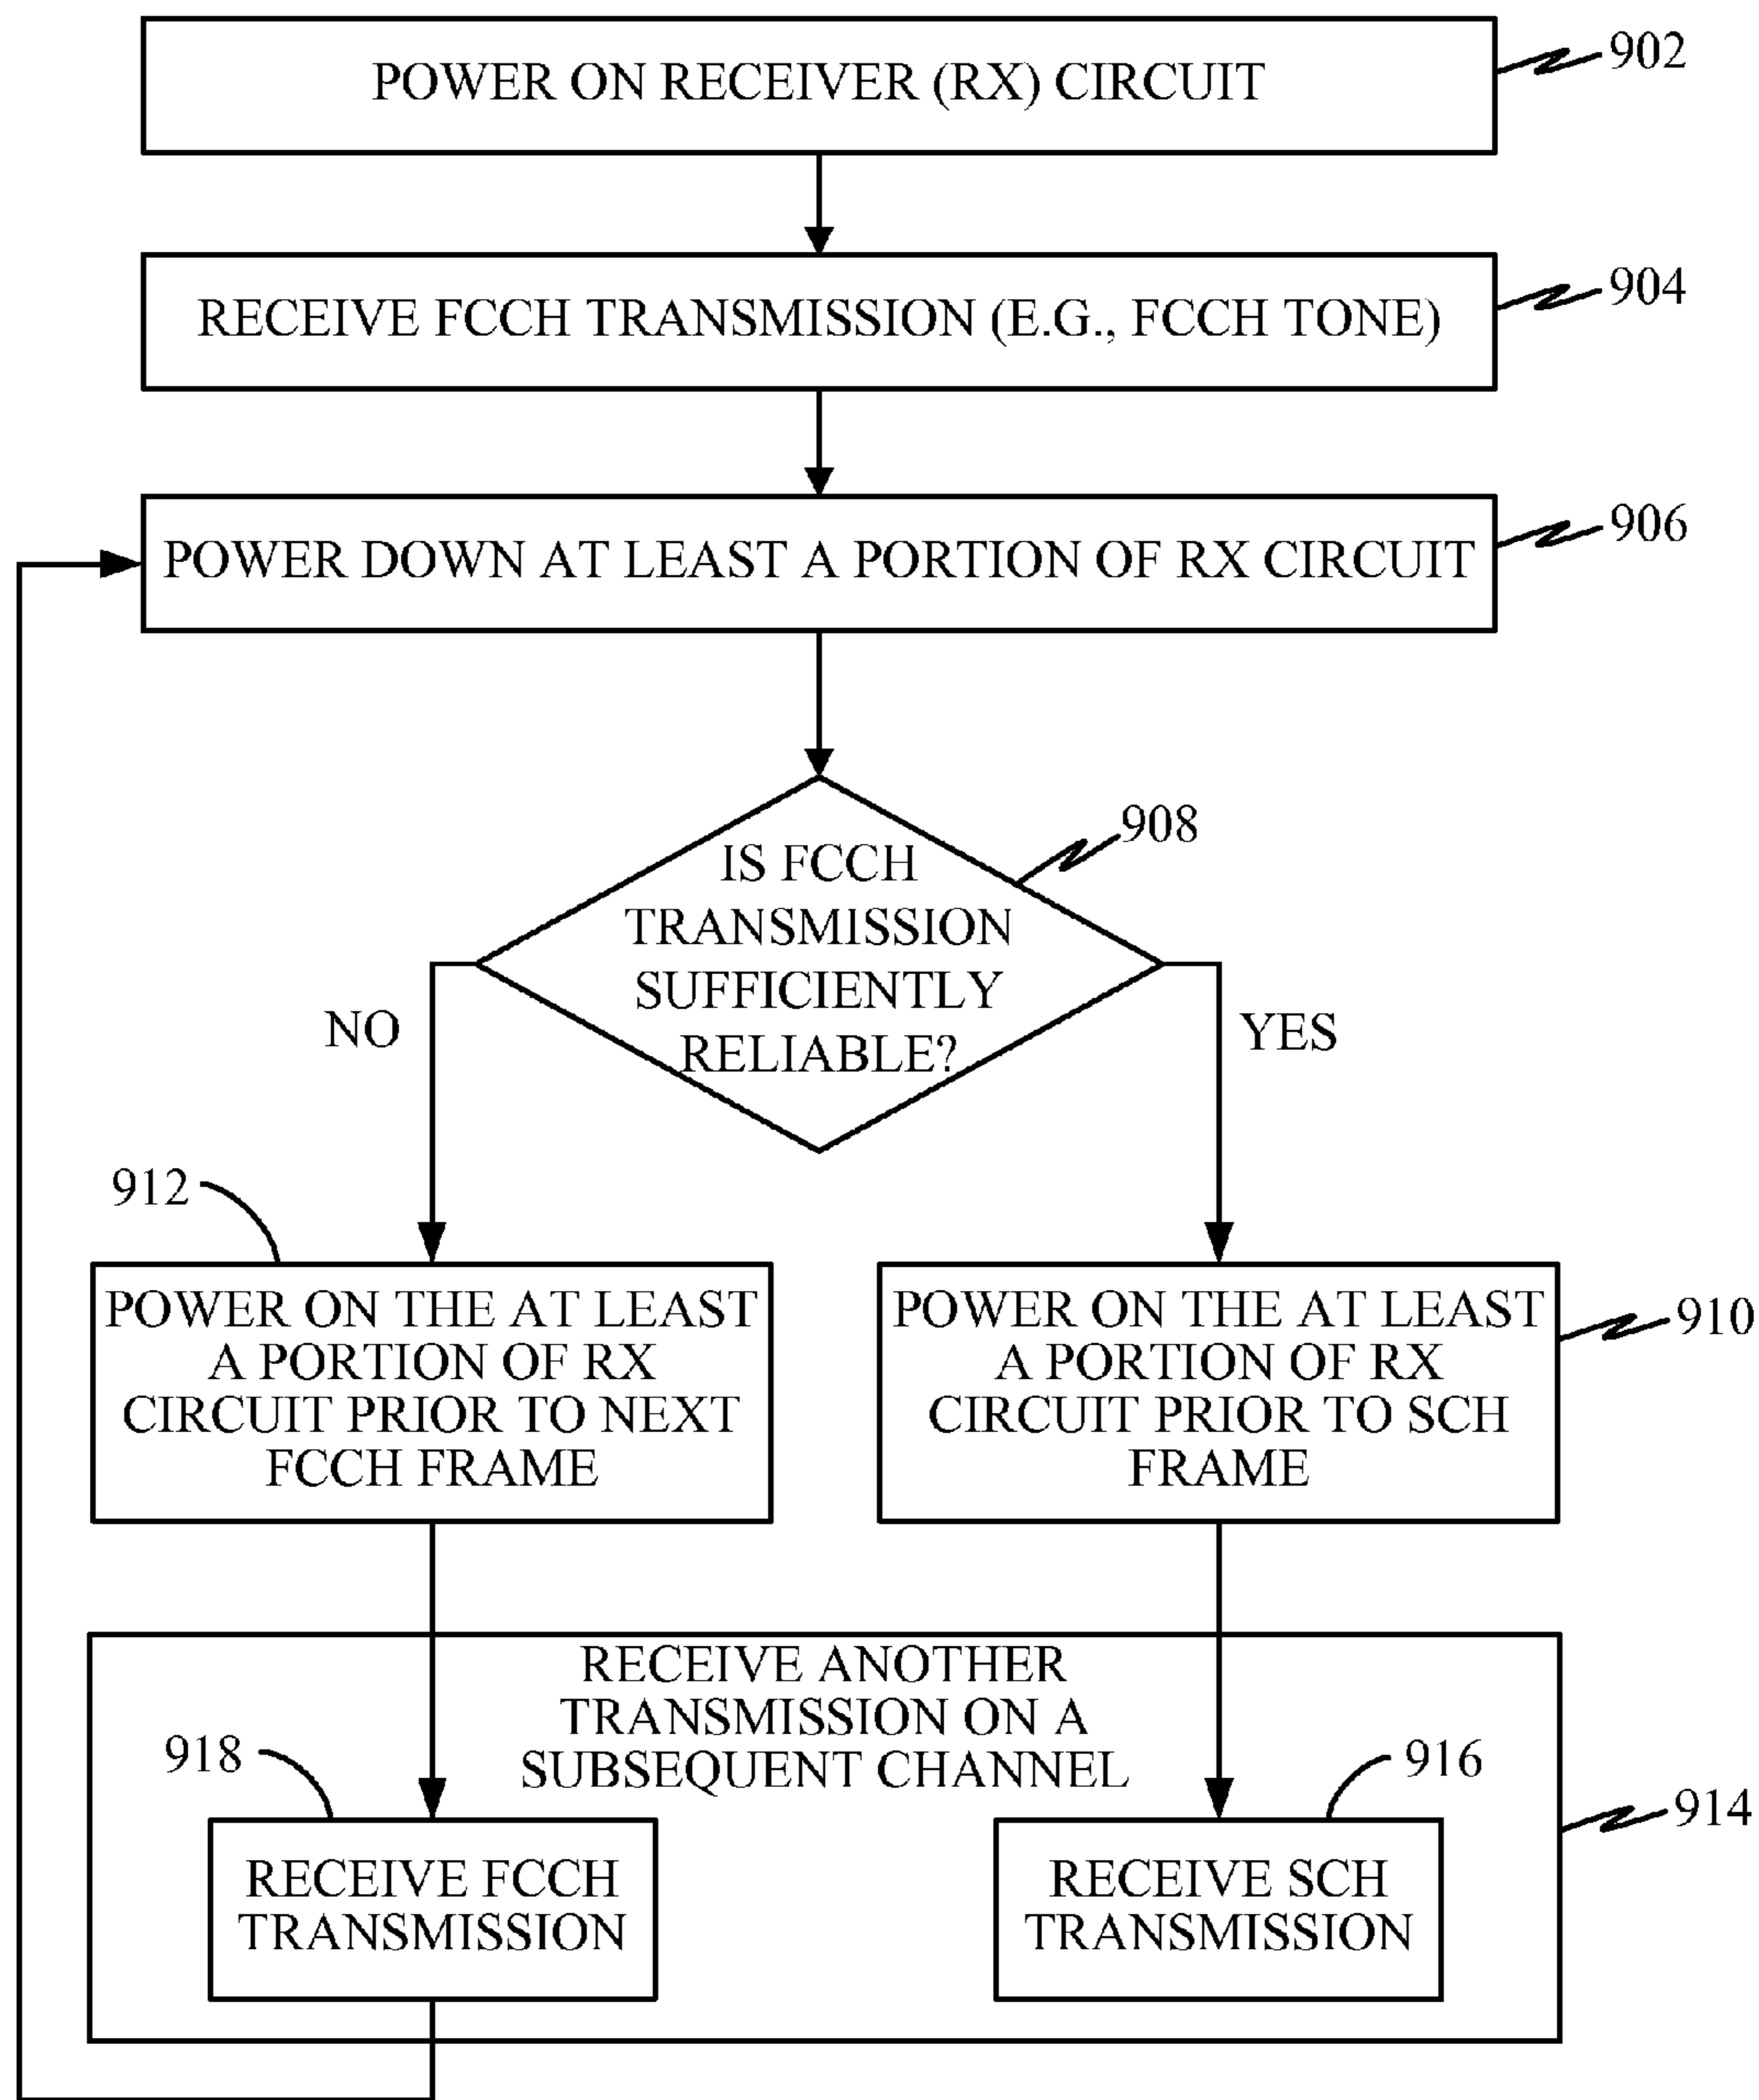 POWER ON RECEIVER (RX) CIRCUIT
902
RECEIVE FCCH TRANSMISSION (E.G., FCCH TONE)
904
POWER DOWN AT LEAST A PORTION OF RX CIRCUIT
906
908
IS FCCH
TRANSMISSION
SUFFICIENTLY
RELIABLE?
NO
YES
912
POWER ON THE AT LEAST
A PORTION OF RX
CIRCUIT PRIOR TO NEXT
FCCH FRAME
POWER ON THE AT LEAST
A PORTION OF RX
CIRCUIT PRIOR TO SCH
FRAME
910
RECEIVE ANOTHER
TRANSMISSION ON A
SUBSEQUENT CHANNEL
918
916
914
RECEIVE FCCH
TRANSMISSION
RECEIVE SCH
TRANSMISSION